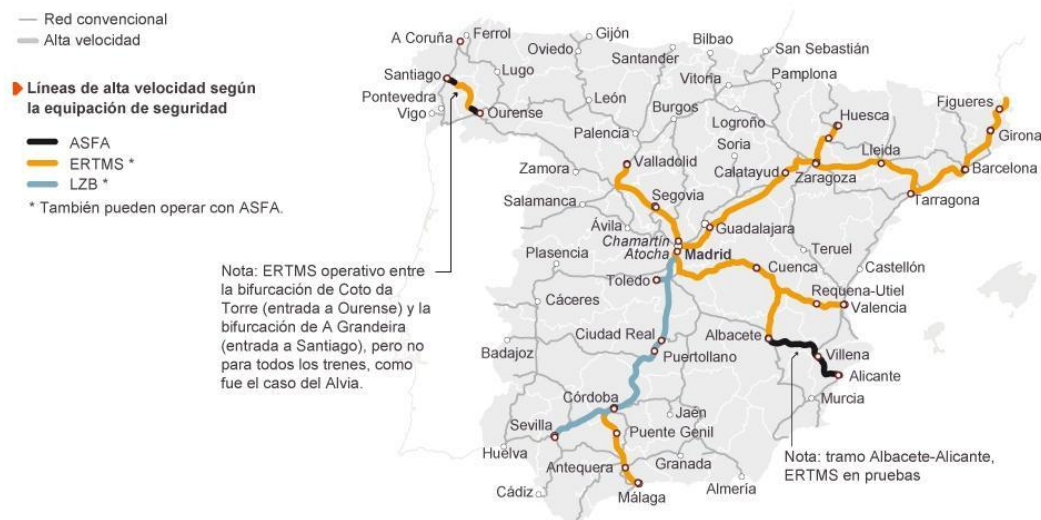 Red convencional
Alta velocidad
Líneas de alta velocidad según
la equipación de seguridad
ASFA
ERTMS *
LZB *
* También pueden operar con ASFA.
Nota: ERTMS operativo entre
la bifurcación de Coto da
Torre (entrada a Ourense) y la
bifurcación de A Grandeira
(entrada a Santiago), pero no
para todos los trenes, como
fue el caso del Alvia.
A Coruña
Ferrol
Gijón
Oviedo
Bilbao
Santander
San Sebastián
Santiago
Lugo
Vitoria
Pamplona
Pontevedra
Vigo
Ourense
León
Burgos
Logroño
Huesca
Figueres
Girona
Palencia
Soria
Lleida
Zamora
Valladolid
Calatayud
Zaragoza
Barcelona
Tarragona
Salamanca
Segovia
Ávila
Guadalajara
Chamartín
Atocha
Madrid
Teruel
Plasencia
Cuenca
Castellón
Toledo
Requena-Utiel
Valencia
Cáceres
Ciudad Real
Albacete
Badajoz
Puertollano
Villena
Alicante
Murcia
Córdoba
Jaén
Sevilla
Puente Genil
Huelva
Antequera
Granada
Cádiz
Málaga
Almería
Nota: tramo Albacete-Alicante,
ERTMS en pruebas